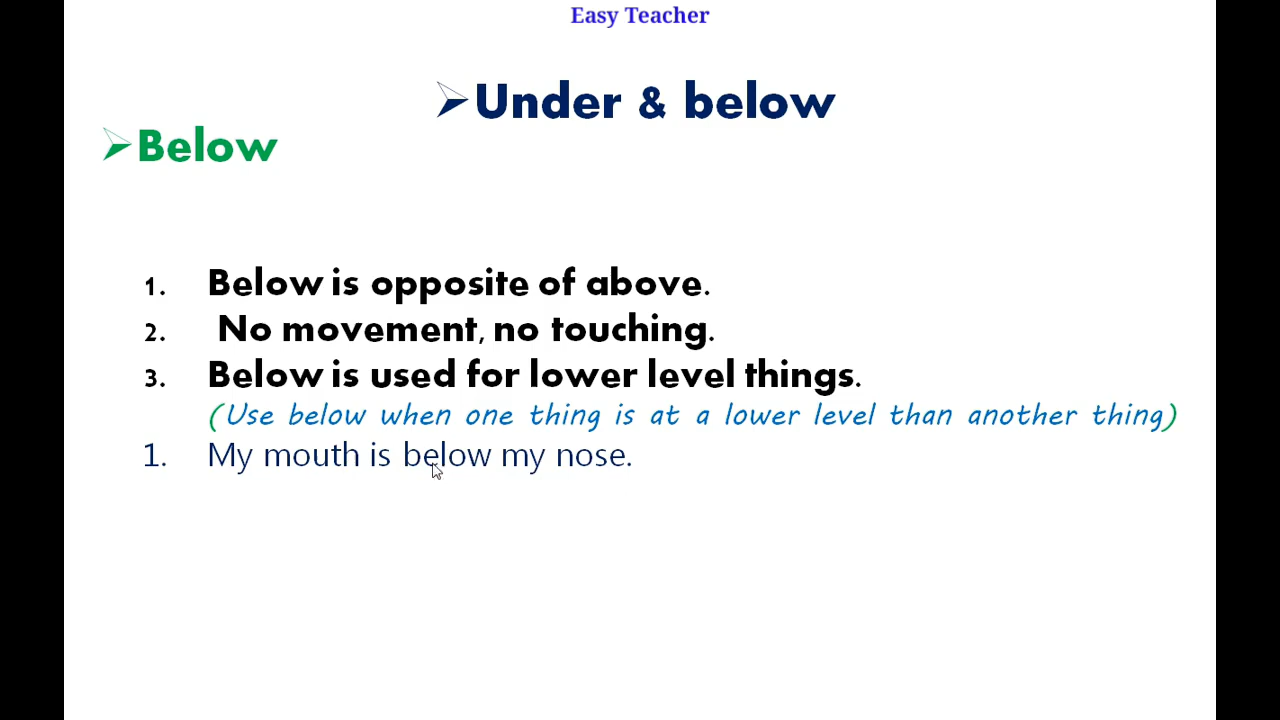 Easy Teacher
➢Under & below
➢Below
1. Below is opposite of above.
2. No movement, no touching.
3. Below is used for lower level things.
(Use below when one thing is at a lower level than another thing)
1. My mouth is below my nose.